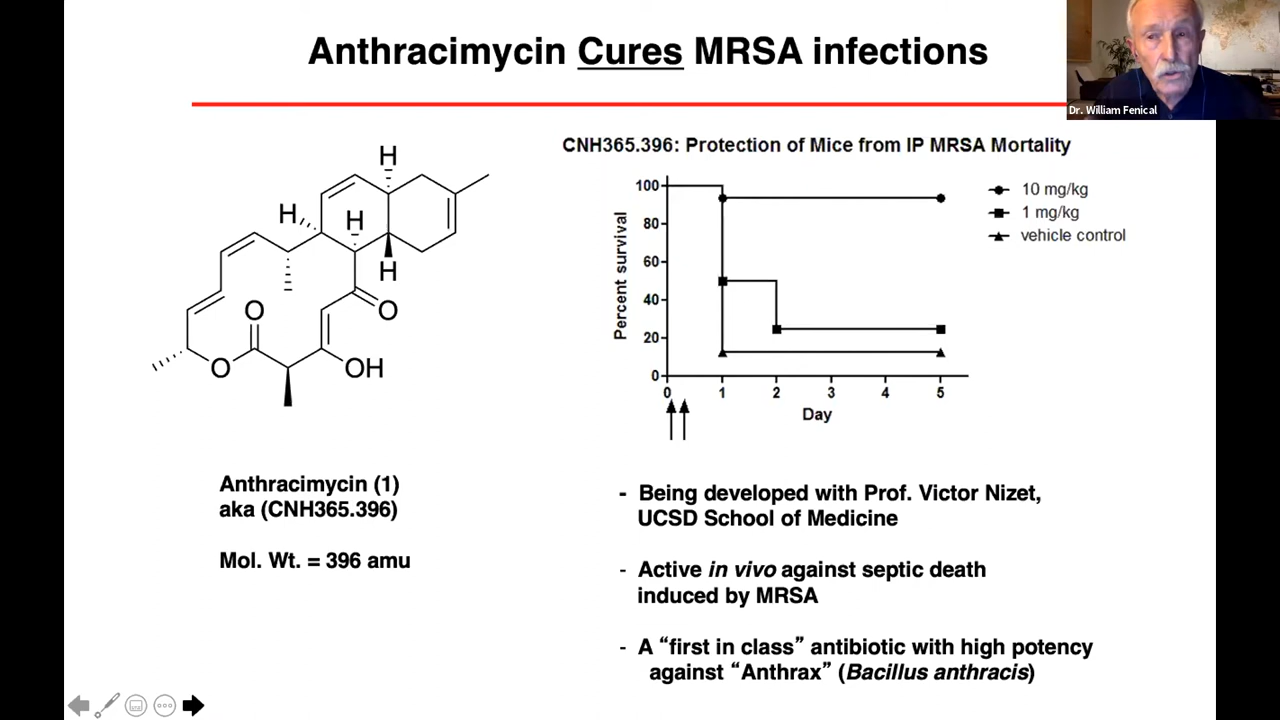 Anthracimycin Cures MRSA infections
Dr. William Fenical
H
H
H
H
O
O
O
OH
CNH365.396: Protection of Mice from IP MRSA Mortality
Percent survival
100
80
60
40
20
0
0 1 2 3 4 5
Day
10 mg/kg
1 mg/kg
vehicle control
Anthracimycin (1)
aka (CNH365.396)
Mol. Wt. = 396 amu
- Being developed with Prof. Victor Nizet,
UCSD School of Medicine
- Active in vivo against septic death
induced by MRSA
- A “first in class” antibiotic with high potency
against “Anthrax” (Bacillus anthracis)